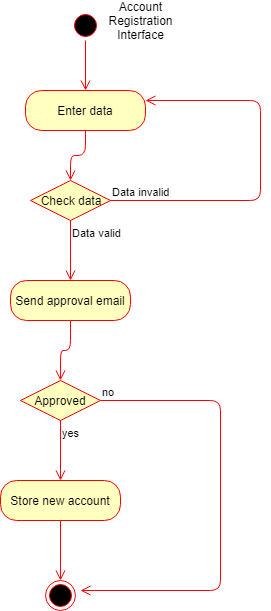 Account
Registration
Interface
Enter data
Check data
Data invalid
Data valid
Send approval email
Approved
no
yes
Store new account